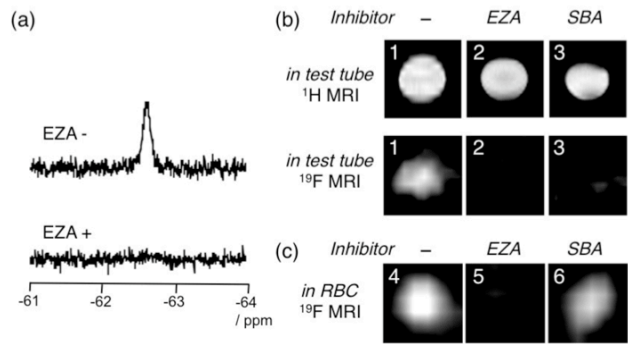 (a)
EZA -
EZA +
-61 -62 -63 -64
/ ppm
(b) Inhibitor – EZA SBA
in test tube
¹H MRI
1 2 3
in test tube
¹⁹F MRI
1 2 3
(c) Inhibitor – EZA SBA
in RBC
¹⁹F MRI
4 5 6